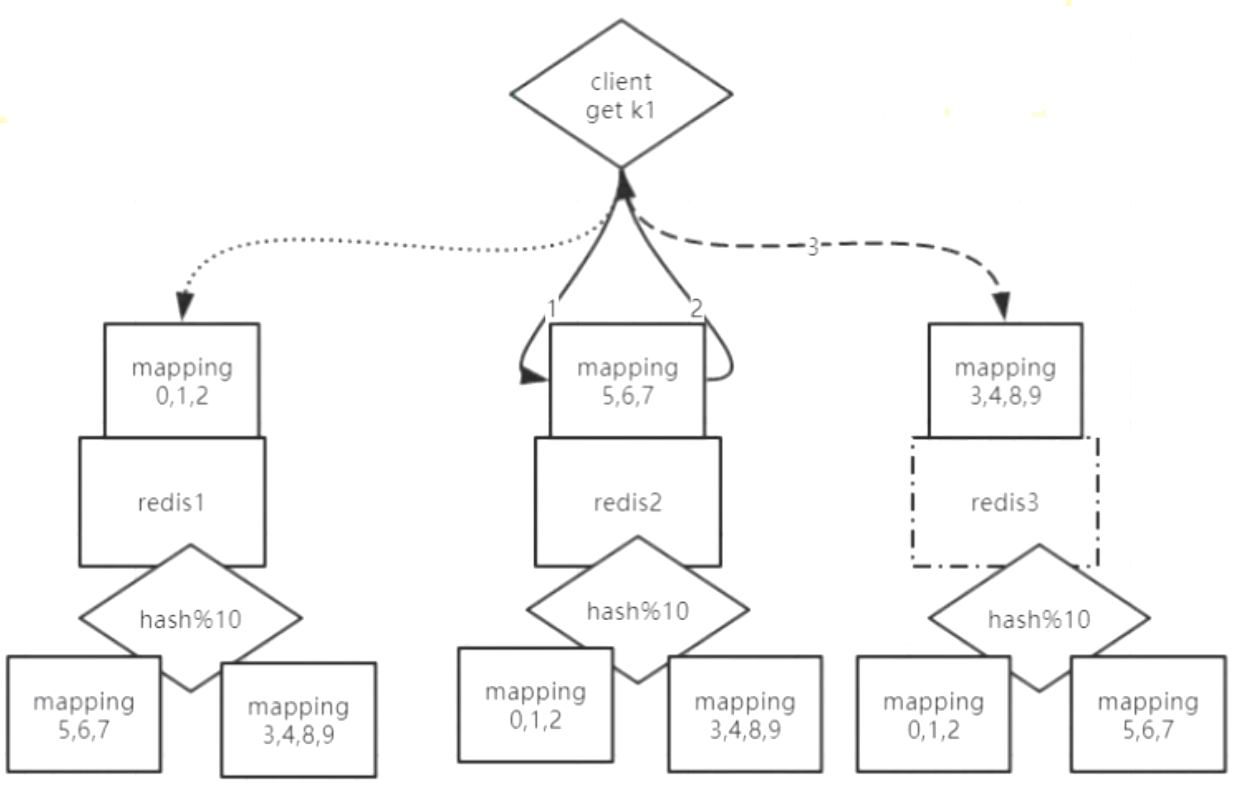 client
get k1
3
1
2
mapping
0,1,2
mapping
5,6,7
mapping
3,4,8,9
redis1
redis2
redis3
hash%10
hash%10
hash%10
mapping
5,6,7
mapping
3,4,8,9
mapping
0,1,2
mapping
3,4,8,9
mapping
0,1,2
mapping
5,6,7